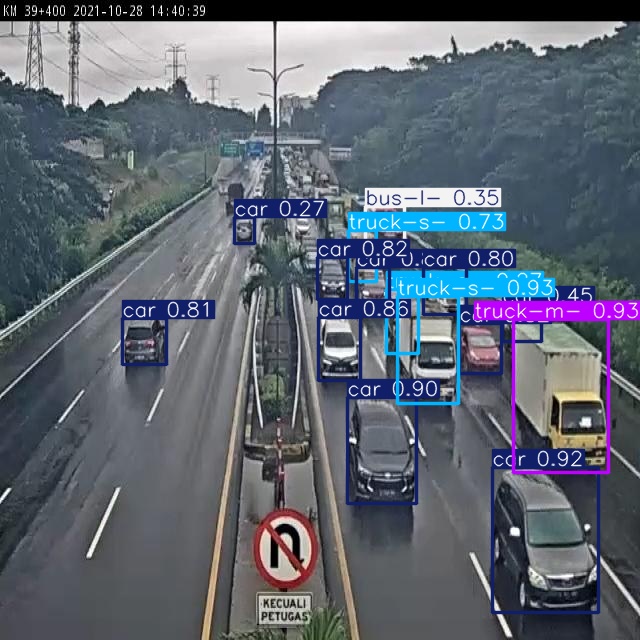 KM 39+400 2021-10-28 14:40:39
bus-l- 0.35
car 0.27
truck-s- 0.73
car 0.82
car 0.80
truck-s- 0.93
car 0.81
car 0.86
0.45
truck-m- 0.93
car 0.90
car 0.92
KECUALI
PETUGAS